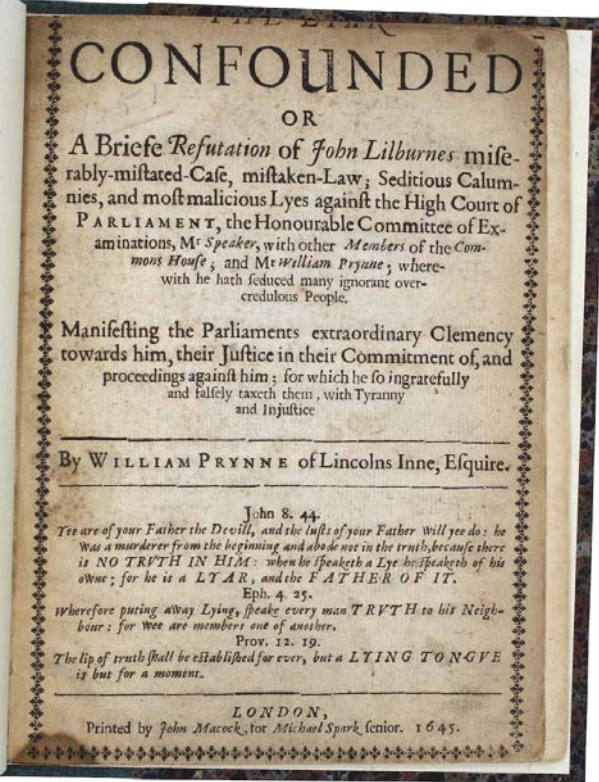 THE LYAR
CONFOUNDED
OR
A Briefe Refutation of John Lilburnes mise-
rably-mistated-Case, mistaken-Law; Seditious Calum-
nies, and most malicious Lyes against the High Court of
PARLIAMENT, the Honourable Committee of Ex-
aminations, Mr Speaker, with other Members of the Com-
mons House; and Mr William Prynne; where-
with he hath seduced many ignorant over-
credulous People.
Manifesting the Parliaments extraordinary Clemency
towards him, their Justice in their Commitment of, and
proceedings against him; for which he so ingratefully
and falsely taxeth them, with Tyranny
and Injustice
By WILLIAM PRYNNE of Lincolns Inne, Esquire.
John 8. 44.
Yee are of your Father the Devill, and the lusts of your Father will yee do: he
was a murderer from the beginning and abode not in the truth, because there
is NO TRVTH IN HIM: when he speaketh a Lye he speaketh of his
owne; for he is a LYAR, and the FATHER OF IT.
Eph. 4 25.
Wherefore puting away Lying, speake every man TRVTH to his Neigh-
bour: for wee are members one of another.
Prov. 12. 19.
The lip of truth shall be established for ever, but a LYING TONGVE
is but for a moment.
LONDON,
Printed by John Macock, for Michael Spark senior. 1645.